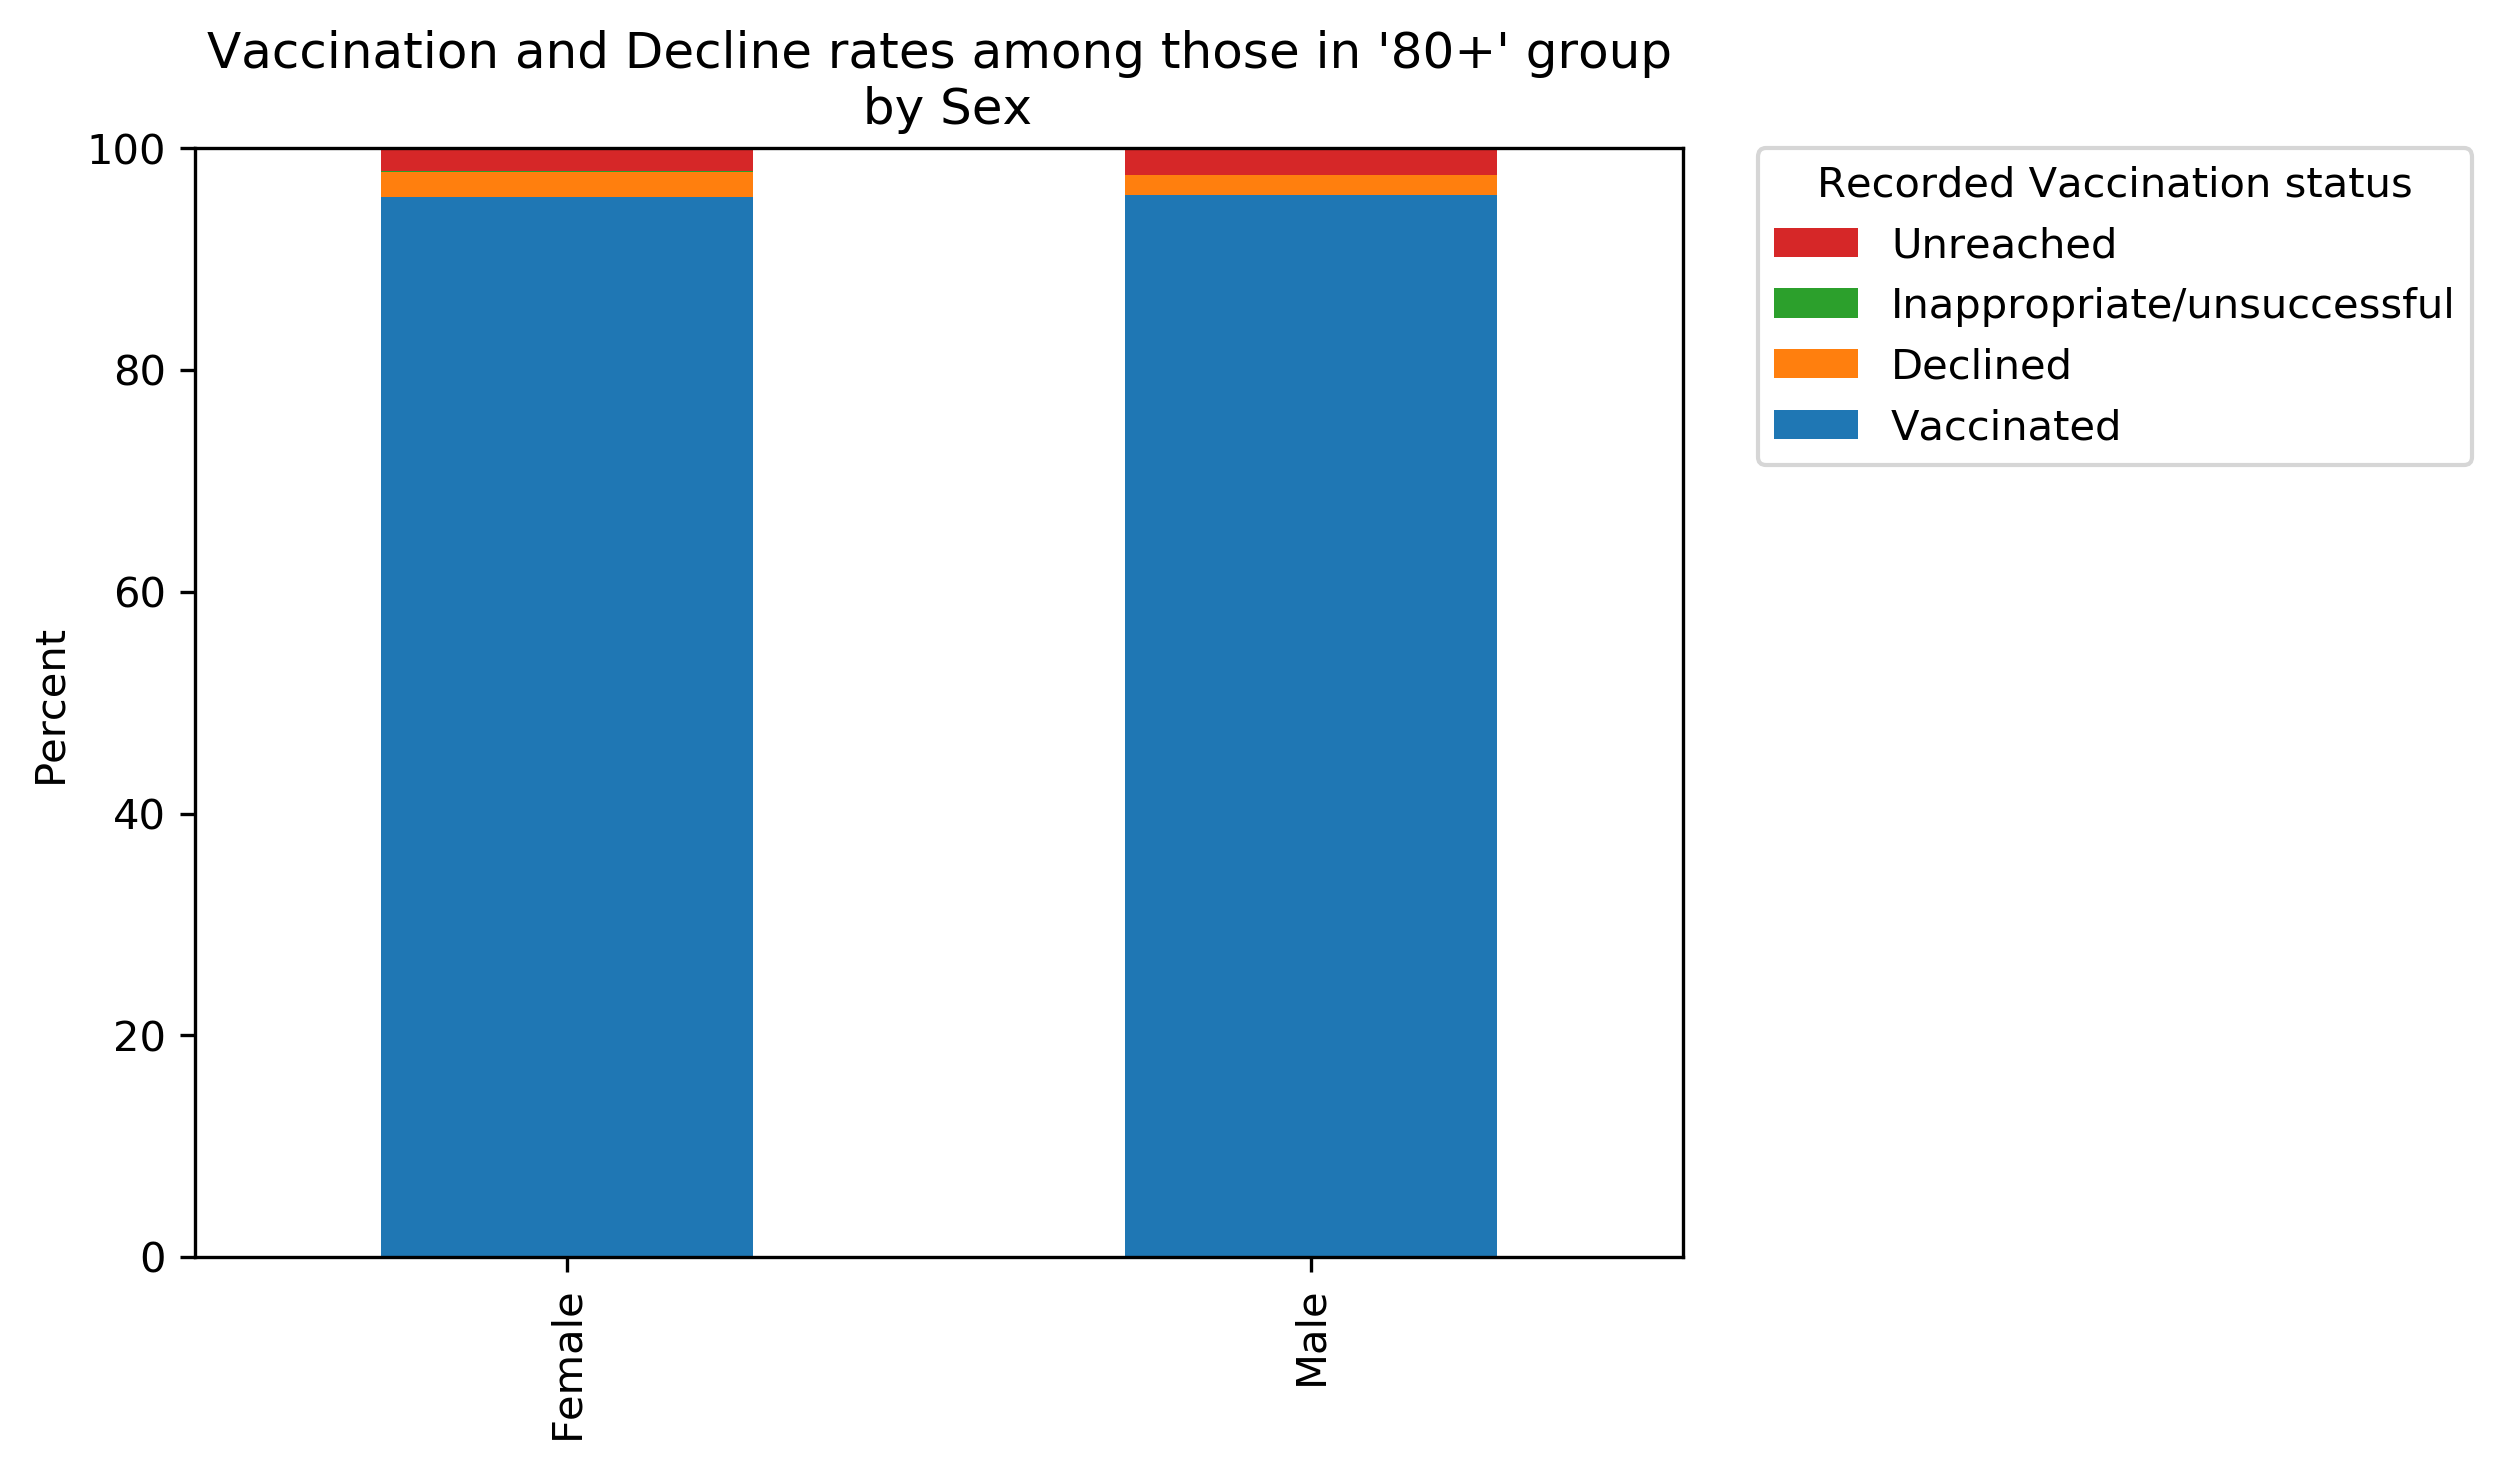 Vaccination and Decline rates among those in '80+' group
by Sex
100
80
60
40
20
0
Percent
Female
Male
Recorded Vaccination status
Unreached
Inappropriate/unsuccessful
Declined
Vaccinated